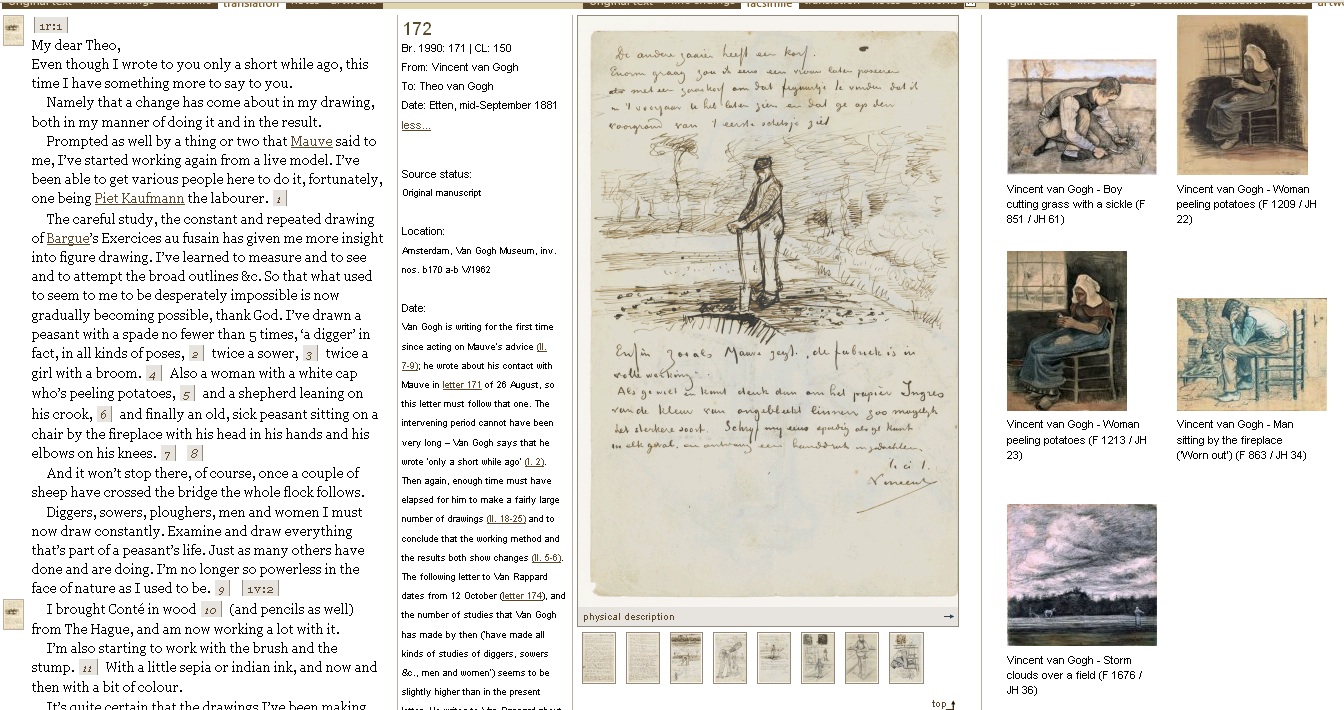 1r:1
My dear Theo,
Even though I wrote to you only a short while ago, this
time I have something more to say to you.
Namely that a change has come about in my drawing,
both in my manner of doing it and in the result.
Prompted as well by a thing or two that Mauve said to
me, I've started working again from a live model. I've
been able to get various people here to do it, fortunately,
one being Piet Kaufmann the labourer. 1
The careful study, the constant and repeated drawing
of Bargue's Exercices au fusain has given me more insight
into figure drawing. I've learned to measure and to see
and to attempt the broad outlines &c. So that what used
to seem to me to be desperately impossible is now
gradually becoming possible, thank God. I've drawn a
peasant with a spade no fewer than 5 times, 'a digger' in
fact, in all kinds of poses, 2 twice a sower, 3 twice a
girl with a broom. 4 Also a woman with a white cap
who's peeling potatoes, 5 and a shepherd leaning on
his crook, 6 and finally an old, sick peasant sitting on a
chair by the fireplace with his head in his hands and his
elbows on his knees. 7 8
And it won't stop there, of course, once a couple of
sheep have crossed the bridge the whole flock follows.
Diggers, sowers, ploughers, men and women I must
now draw constantly. Examine and draw everything
that's part of a peasant's life. Just as many others have
done and are doing. I'm no longer so powerless in the
face of nature as I used to be. 9 1v:2
I brought Conté in wood 10 (and pencils as well)
from The Hague, and am now working a lot with it.
I'm also starting to work with the brush and the
stump. 11 With a little sepia or indian ink, and now and
then with a bit of colour.
It's quite certain that the drawings I've been making
172
Br. 1990: 171 | CL: 150
From: Vincent van Gogh
To: Theo van Gogh
Date: Etten, mid-September 1881
less...
Source status:
Original manuscript
Location:
Amsterdam, Van Gogh Museum, inv.
nos. b170 a-b V/1962
Date:
Van Gogh is writing for the first time
since acting on Mauve's advice (ll.
7-9); he wrote about his contact with
Mauve in letter 171 of 26 August, so
this letter must follow that one. The
intervening period cannot have been
very long – Van Gogh says that he
wrote 'only a short while ago' (l. 2).
Then again, enough time must have
elapsed for him to make a fairly large
number of drawings (ll. 18-25) and to
conclude that the working method and
the results both show changes (ll. 5-6).
The following letter to Van Rappard
dates from 12 October (letter 174), and
the number of studies that Van Gogh
has made by then ('have made all
kinds of studies of diggers, sowers
&c., men and women') seems to be
slightly higher than in the present
De andere zaaier heeft een korf.
Enorm graag zou ik eens een vrouw laten poseeren
met een zaaikorf om dat figuurtje te vinden dat ik
in 't voorjaar u heb laten zien en dat ge op den
voorgrond van 't eerste schetsje ziet
Enfin zooals Mauve zegt, de fabriek is in
volle werking.
Als ge wilt en kunt denk dan om het papier Ingres
van de kleur van ongebleekt linnen zoo mogelijk
het sterkere soort. Schrijf my eens spoedig als ge kunt
in elk geval, en ontvang een handdruk in gedachten
Vincent
physical description
top
Vincent van Gogh - Boy
cutting grass with a sickle (F
851 / JH 61)
Vincent van Gogh - Woman
peeling potatoes (F 1209 / JH
22)
Vincent van Gogh - Woman
peeling potatoes (F 1213 / JH
23)
Vincent van Gogh - Man
sitting by the fireplace
('Worn out') (F 863 / JH 34)
Vincent van Gogh - Storm
clouds over a field (F 1676 /
JH 36)